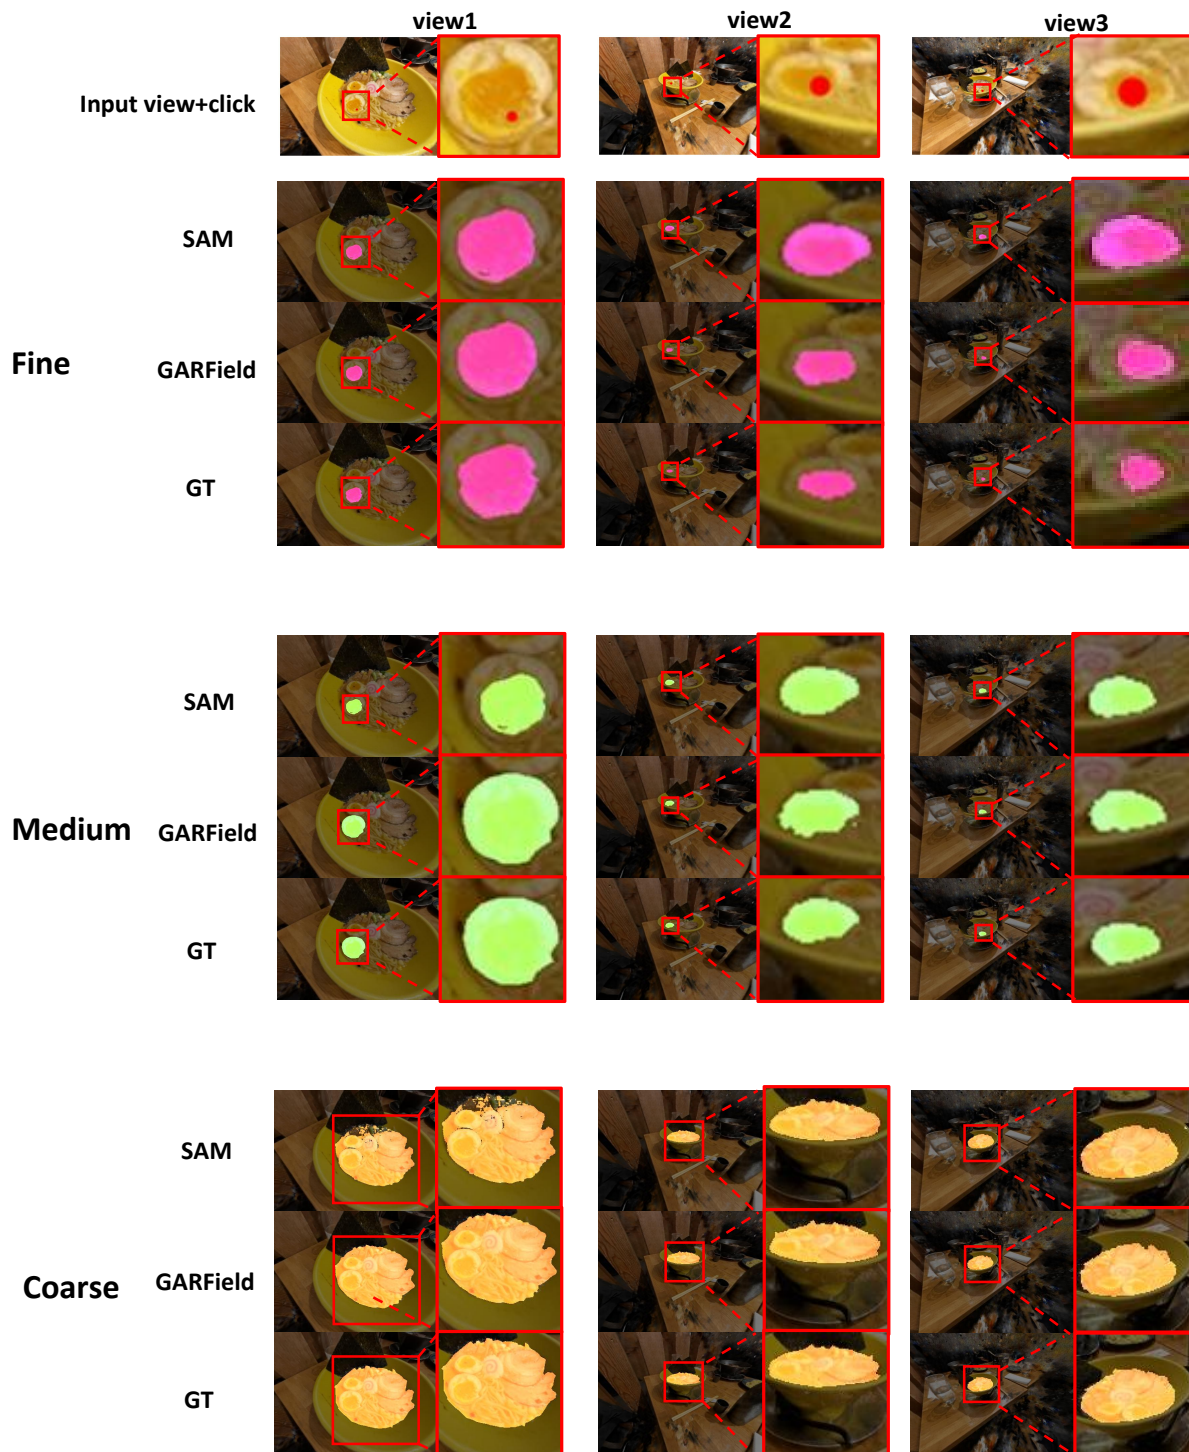 view1 view2 view3
Input view+click
SAM
Fine GARField
GT
SAM
Medium GARField
GT
SAM
Coarse GARField
GT